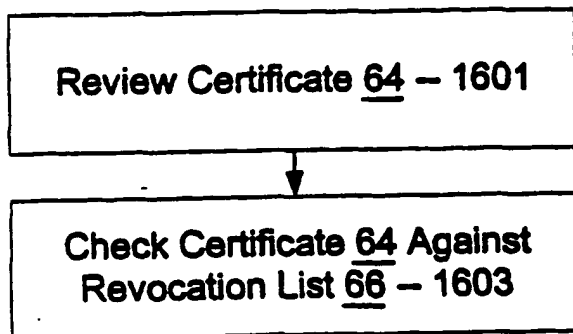 Review Certificate 64 – 1601
Check Certificate 64 Against
Revocation List 66 – 1603